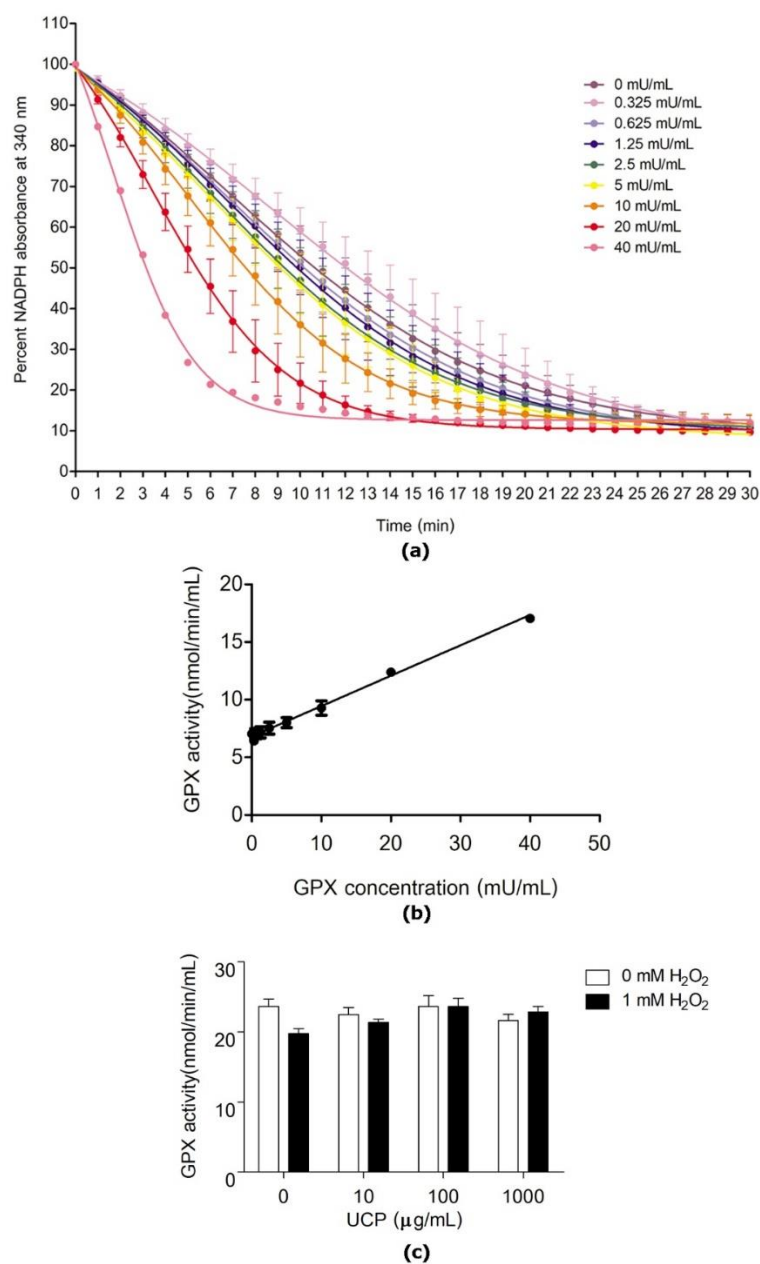 Percent NADPH absorbance at 340 nm
100
90
80
70
60
50
40
30
20
10
0
0 1 2 3 4 5 6 7 8 9 10 11 12 13 14 15 16 17 18 19 20 21 22 23 24 25 26 27 28 29 30
Time (min)
0 mU/mL
0.325 mU/mL
0.625 mU/mL
1.25 mU/mL
2.5 mU/mL
5 mU/mL
10 mU/mL
20 mU/mL
40 mU/mL
(a)
GPX activity(nmol/min/mL)
20
15
10
5
0
0 10 20 30 40 50
GPX concentration (mU/mL)
(b)
GPX activity(nmol/min/mL)
30
20
10
0
0 10 100 1000
UCP (μg/mL)
0 mM H₂O₂
1 mM H₂O₂
(c)